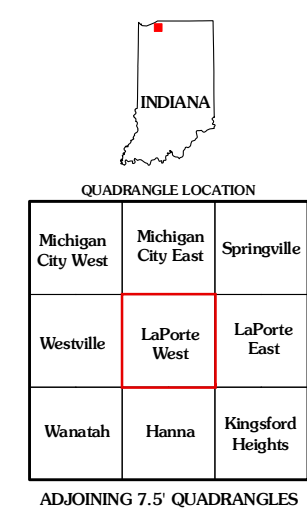 INDIANA
QUADRANGLE LOCATION
Michigan
City West
Michigan
City East
Springville
Westville
LaPorte
West
LaPorte
East
Wanatah
Hanna
Kingsford
Heights
ADJOINING 7.5' QUADRANGLES